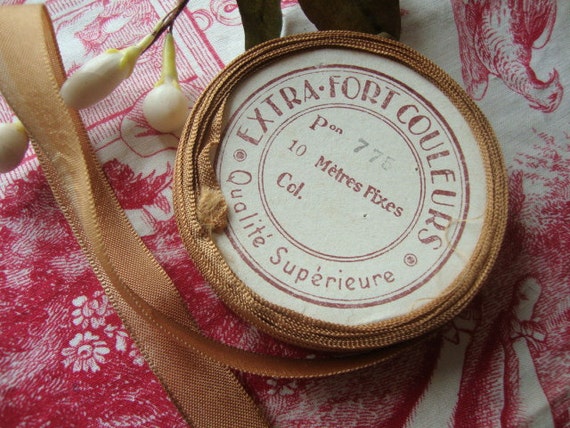 EXTRA·FORT COULEURS
Pon 775
10 Mètres Fixes
Col.
Qualité Supérieure